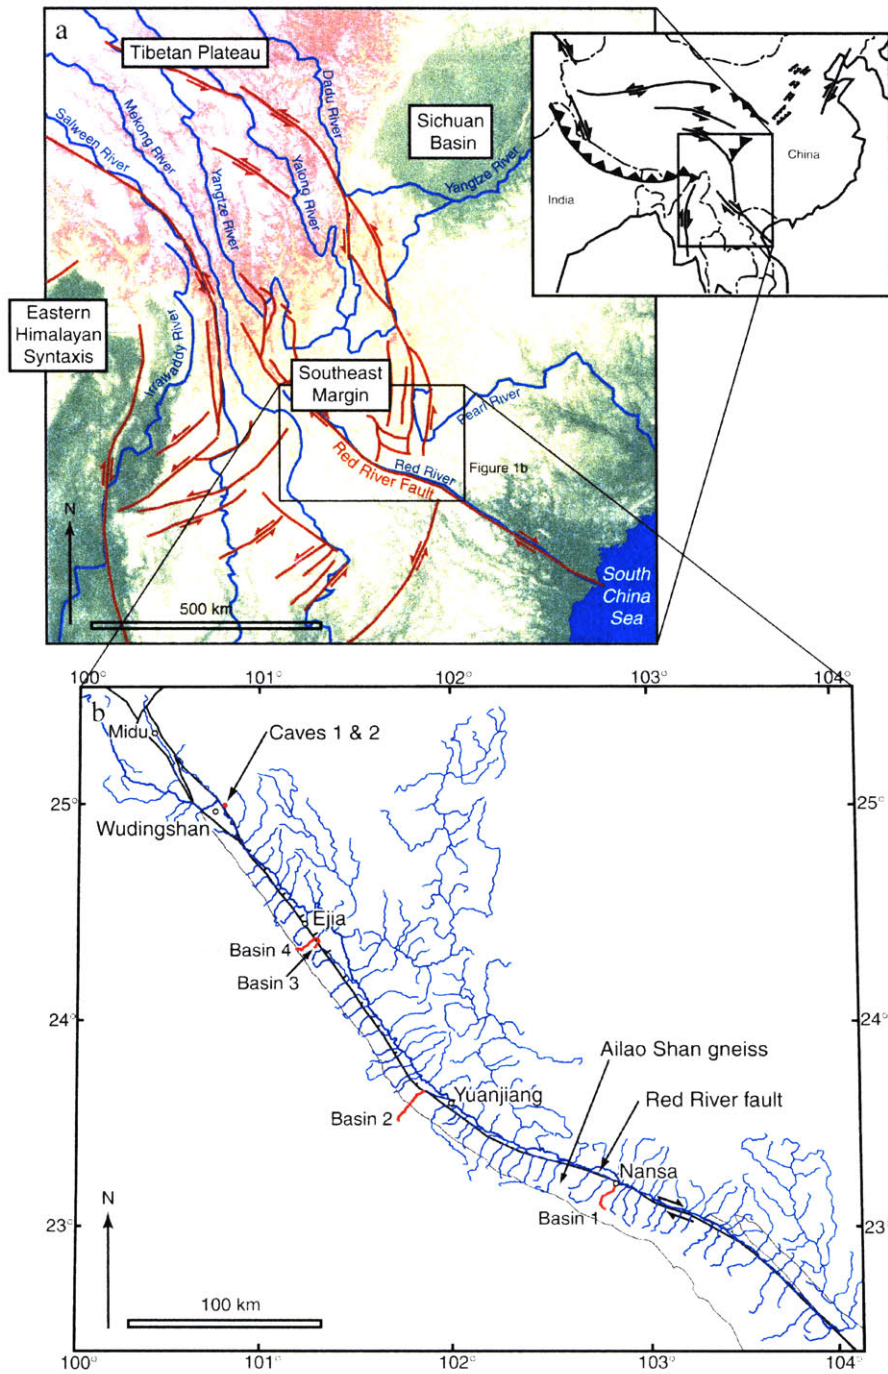 a
Tibetan Plateau
Dadu River
Sichuan
Basin
Salween River
Mekong River
Yangtze River
Yalong River
Yangtze River
China
India
Eastern
Himalayan
Syntaxis
Irrawaddy River
Southeast
Margin
Pearl River
Red River
Red River Fault
Figure 1b
N
500 km
South
China
Sea
100° 101° 102° 103° 104°
b
Midu
Caves 1 & 2
25° 25°
Wudingshan
Ejia
Basin 4
Basin 3
24° 24°
Ailao Shan gneiss
Yuanjiang
Red River fault
Basin 2
Nansa
N
Basin 1
23° 23°
100 km
100° 101° 102° 103° 104°